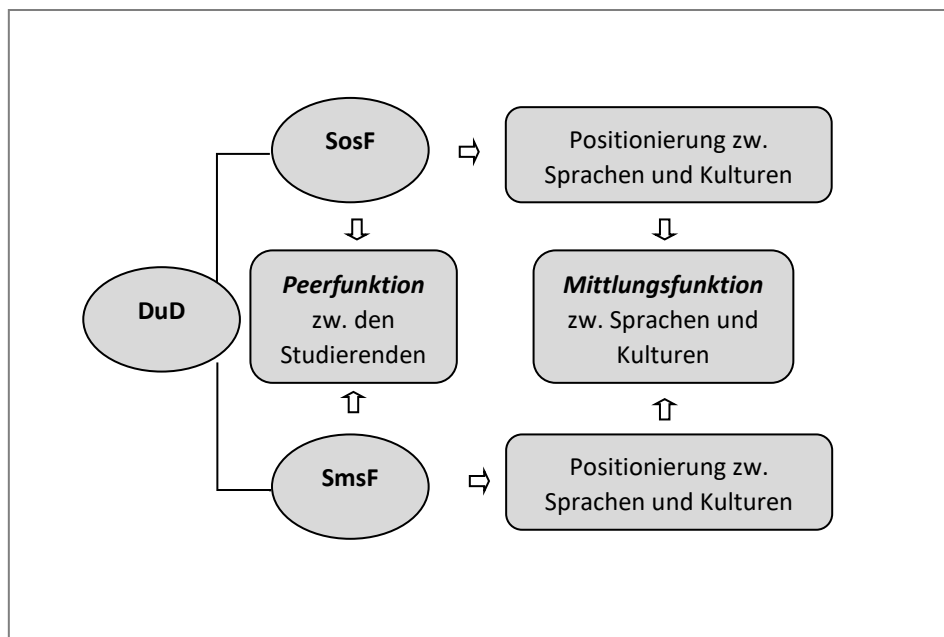 SosF
Positionierung zw.
Sprachen und Kulturen
DuD
Peerfunktion
zw. den
Studierenden
Mittlungsfunktion
zw. Sprachen und
Kulturen
SmsF
Positionierung zw.
Sprachen und Kulturen